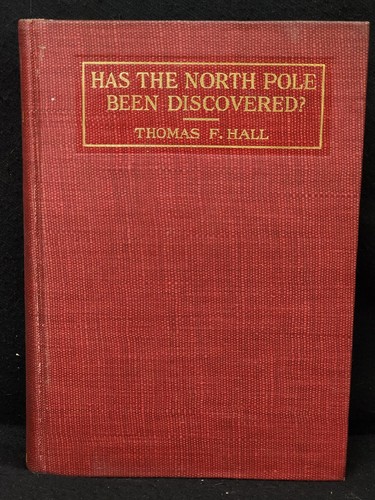 HAS THE NORTH POLE
BEEN DISCOVERED?
THOMAS F. HALL